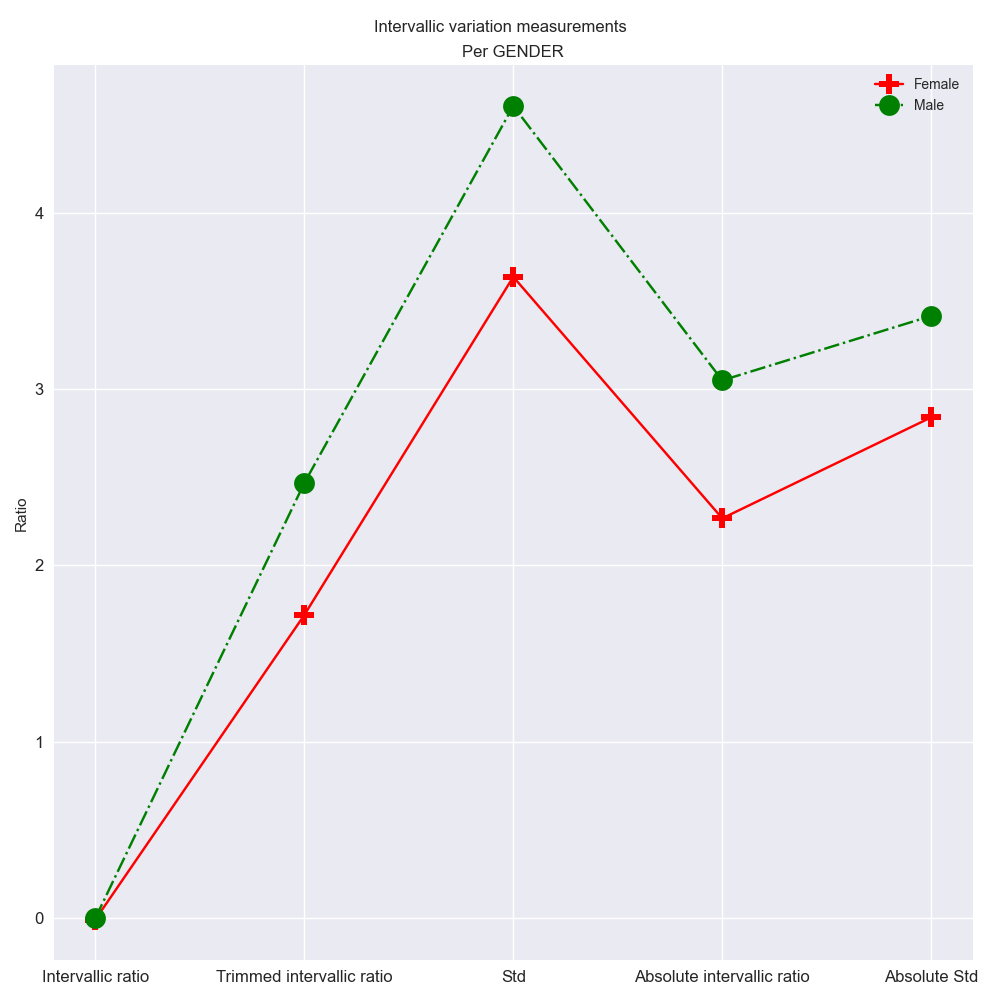 Intervallic variation measurements
Per GENDER
Female
Male
4
3
2
1
0
Ratio
Intervallic ratio
Trimmed intervallic ratio
Std
Absolute intervallic ratio
Absolute Std